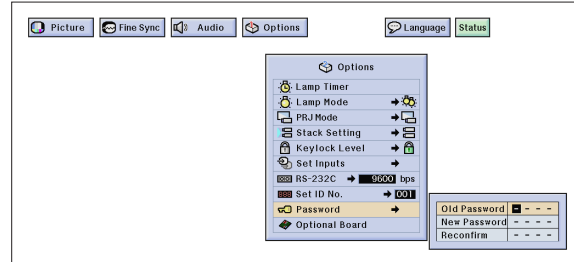 Picture Fine Sync Audio Options Language Status
Options
Lamp Timer
Lamp Mode
PRJ Mode
Stack Setting
Keylock Level
Set Inputs
RS-232C 9600 bps
Set ID No. 001
Password
Optional Board
Old Password - - - -
New Password - - - -
Reconfirm - - - -